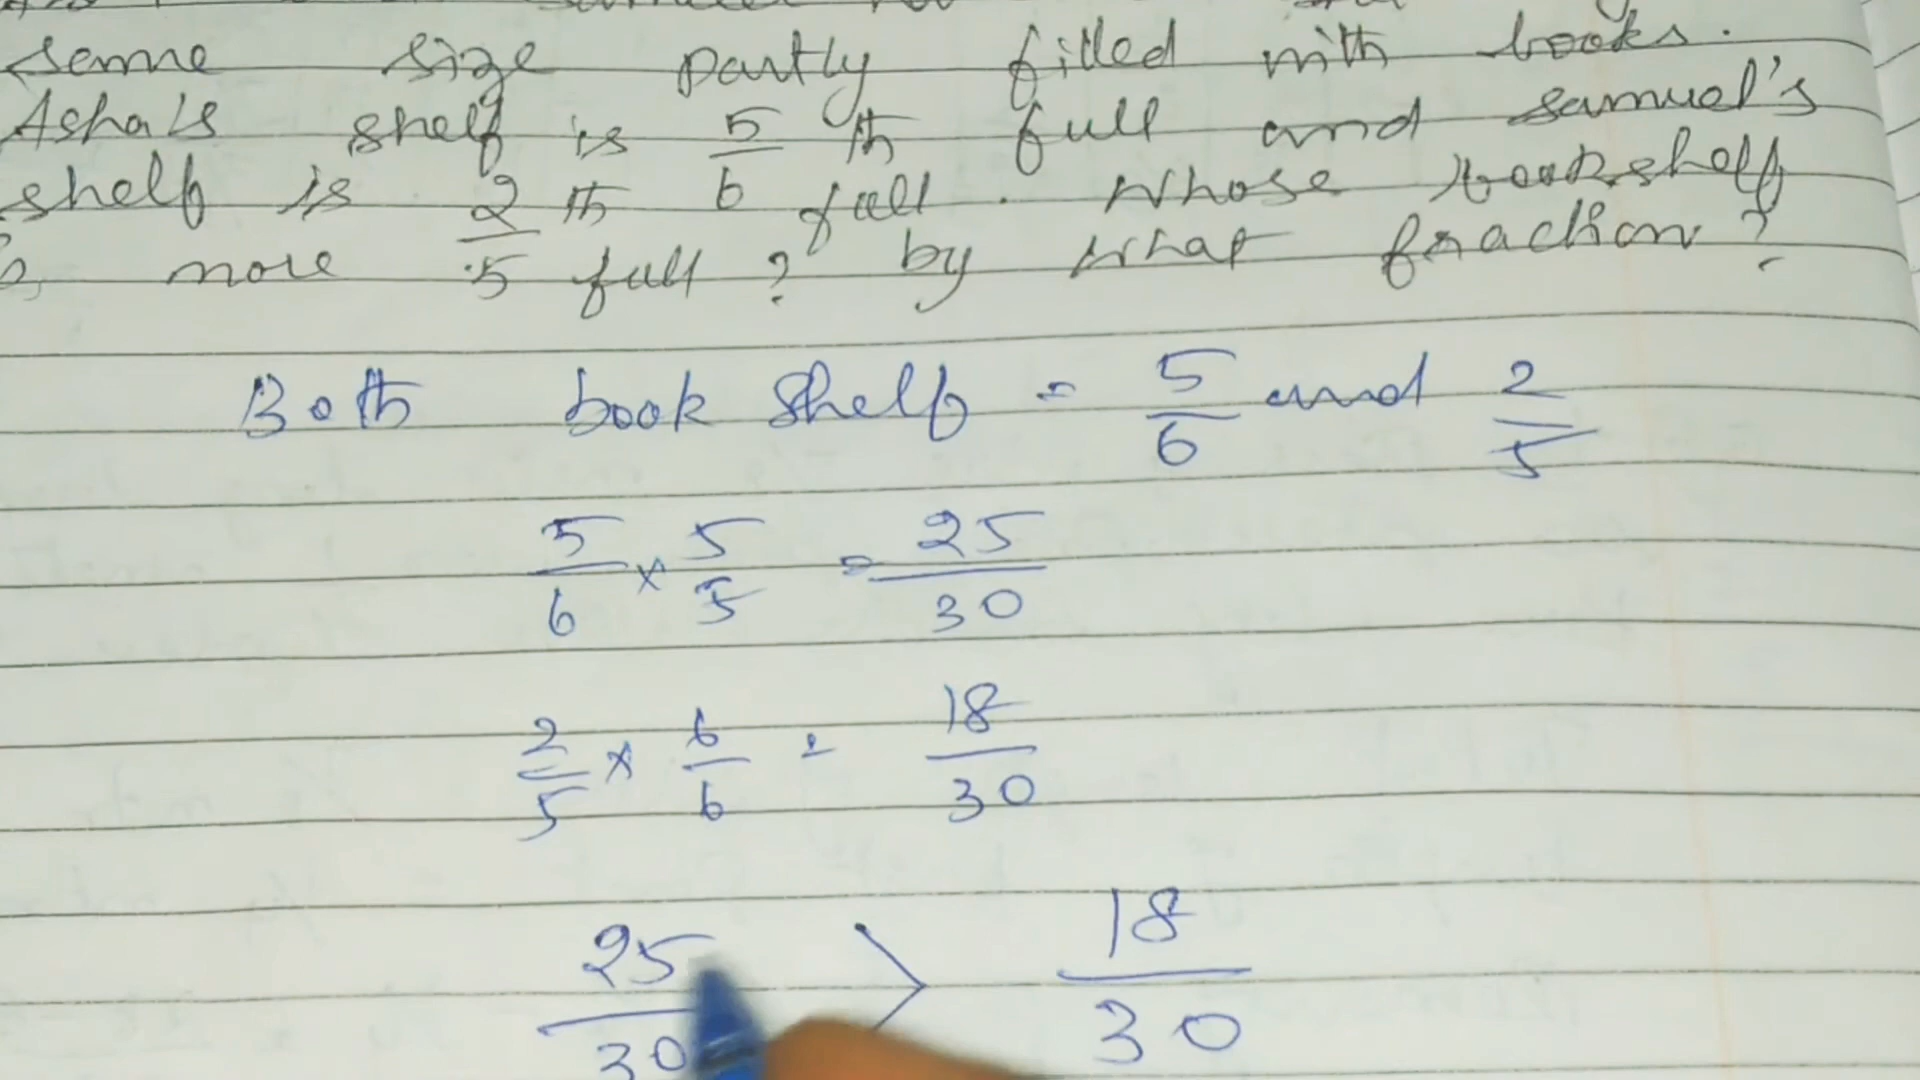 same size partly filled with books.
Asha's shelf is 5/6 th full and samuel's
shelf is 2/5 th full. Whose bookshelf
is more full? by what fraction?
Both book shelf = 5/6 and 2/5
5/6 × 5/5 = 25/30
2/5 × 6/6 = 18/30
25/30 > 18/30